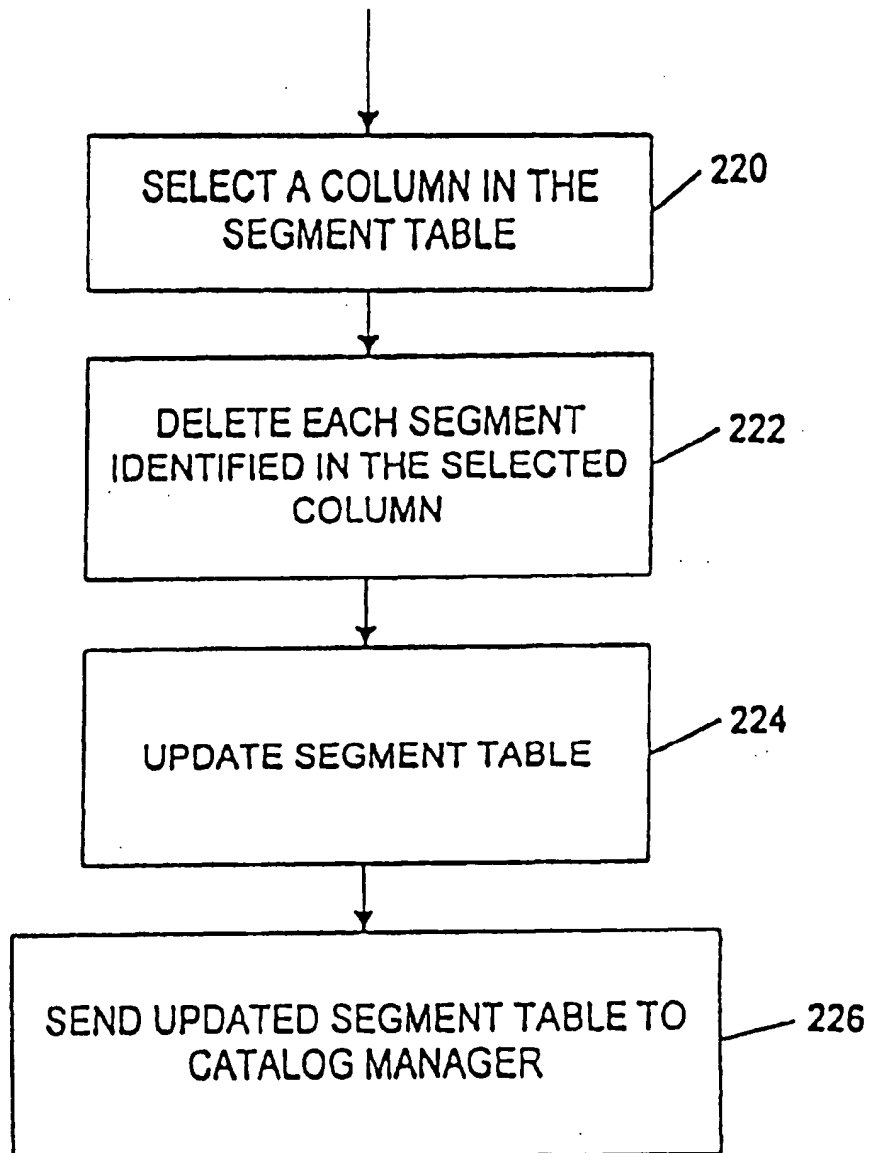 SELECT A COLUMN IN THE
SEGMENT TABLE
220
DELETE EACH SEGMENT
IDENTIFIED IN THE SELECTED
COLUMN
222
UPDATE SEGMENT TABLE
224
SEND UPDATED SEGMENT TABLE TO
CATALOG MANAGER
226